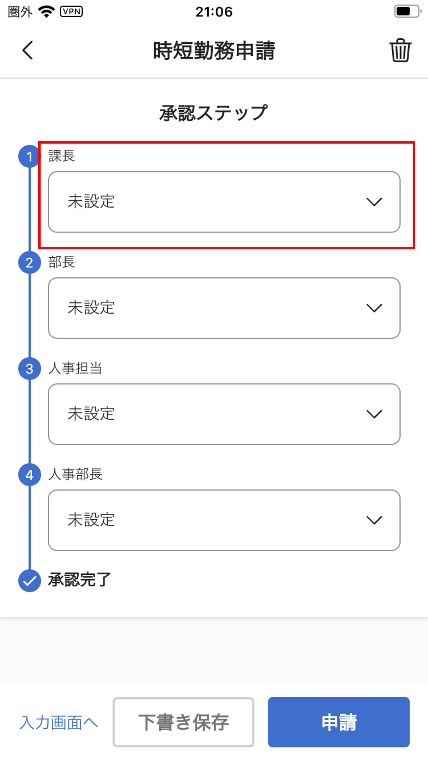 圏外 VPN 21:06
時短勤務申請
承認ステップ
1 課長
未設定
2 部長
未設定
3 人事担当
未設定
4 人事部長
未設定
承認完了
入力画面へ 下書き保存 申請